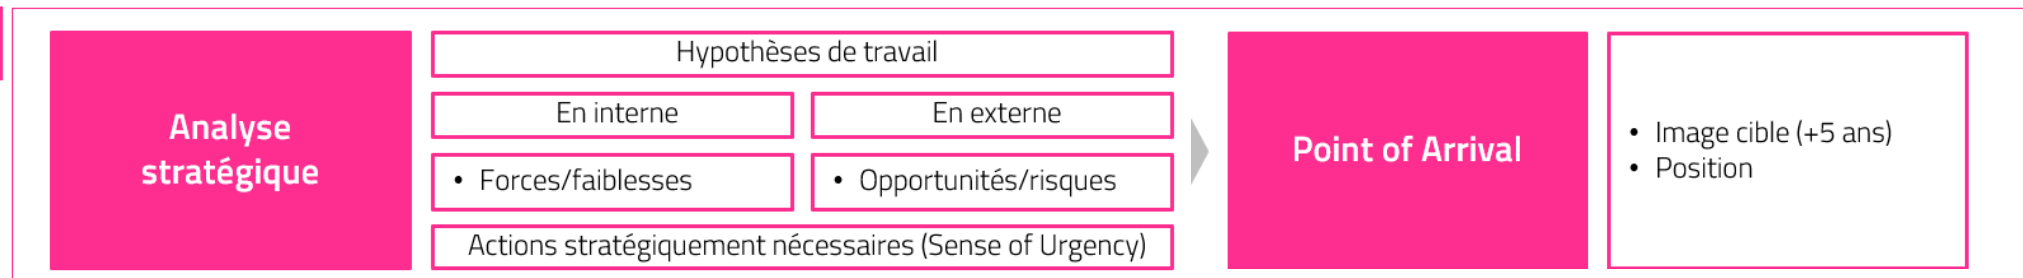 Analyse
stratégique
Hypothèses de travail
En interne
En externe
• Forces/faiblesses
• Opportunités/risques
Actions stratégiquement nécessaires (Sense of Urgency)
Point of Arrival
• Image cible (+5 ans)
• Position